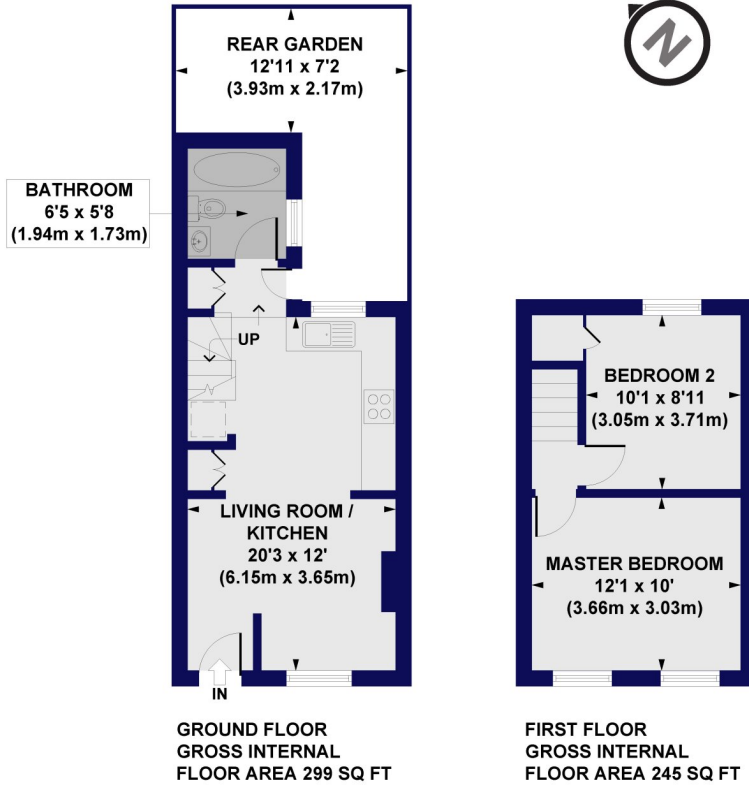 REAR GARDEN
12'11 x 7'2
(3.93m x 2.17m)
N
BATHROOM
6'5 x 5'8
(1.94m x 1.73m)
UP
LIVING ROOM /
KITCHEN
20'3 x 12'
(6.15m x 3.65m)
IN
GROUND FLOOR
GROSS INTERNAL
FLOOR AREA 299 SQ FT
BEDROOM 2
10'1 x 8'11
(3.05m x 3.71m)
MASTER BEDROOM
12'1 x 10'
(3.66m x 3.03m)
FIRST FLOOR
GROSS INTERNAL
FLOOR AREA 245 SQ FT